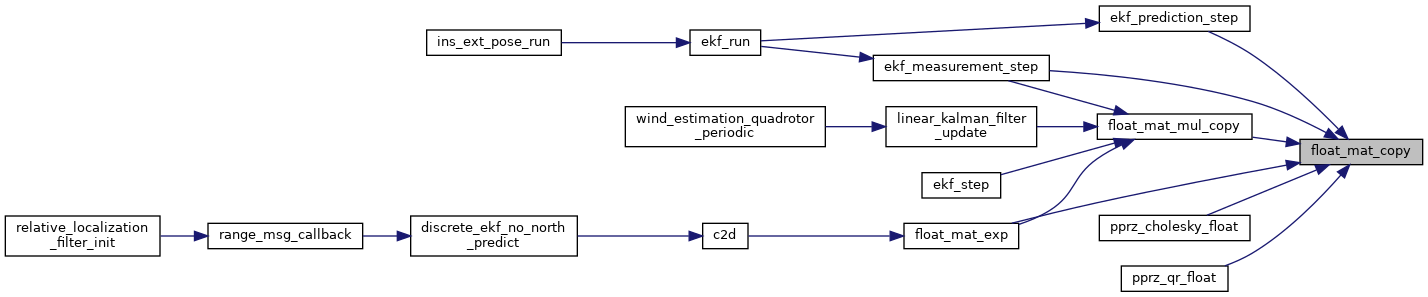 ekf_prediction_step
ins_ext_pose_run
ekf_run
ekf_measurement_step
wind_estimation_quadrotor
_periodic
linear_kalman_filter
_update
float_mat_mul_copy
float_mat_copy
ekf_step
relative_localization
_filter_init
range_msg_callback
discrete_ekf_no_north
_predict
c2d
float_mat_exp
pprz_cholesky_float
pprz_qr_float